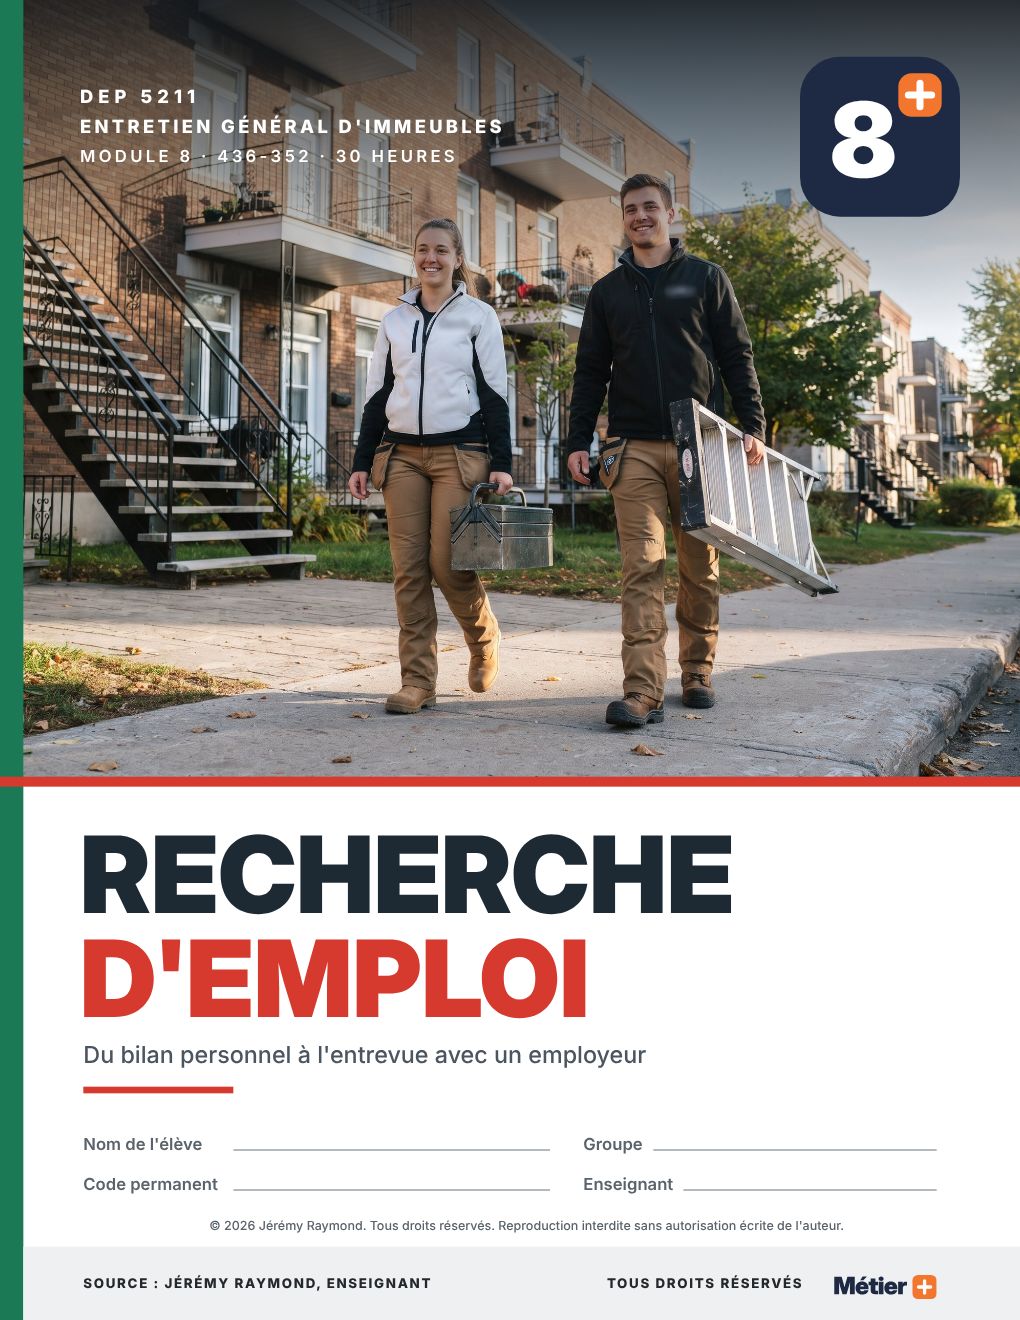 DEP 5211
ENTRETIEN GÉNÉRAL D'IMMEUBLES
MODULE 8 · 436-352 · 30 HEURES
8+
RECHERCHE
D'EMPLOI
Du bilan personnel à l'entrevue avec un employeur
Nom de l'élève
Groupe
Code permanent
Enseignant
© 2026 Jérémy Raymond. Tous droits réservés. Reproduction interdite sans autorisation écrite de l'auteur.
SOURCE : JÉRÉMY RAYMOND, ENSEIGNANT
TOUS DROITS RÉSERVÉS
Métier+